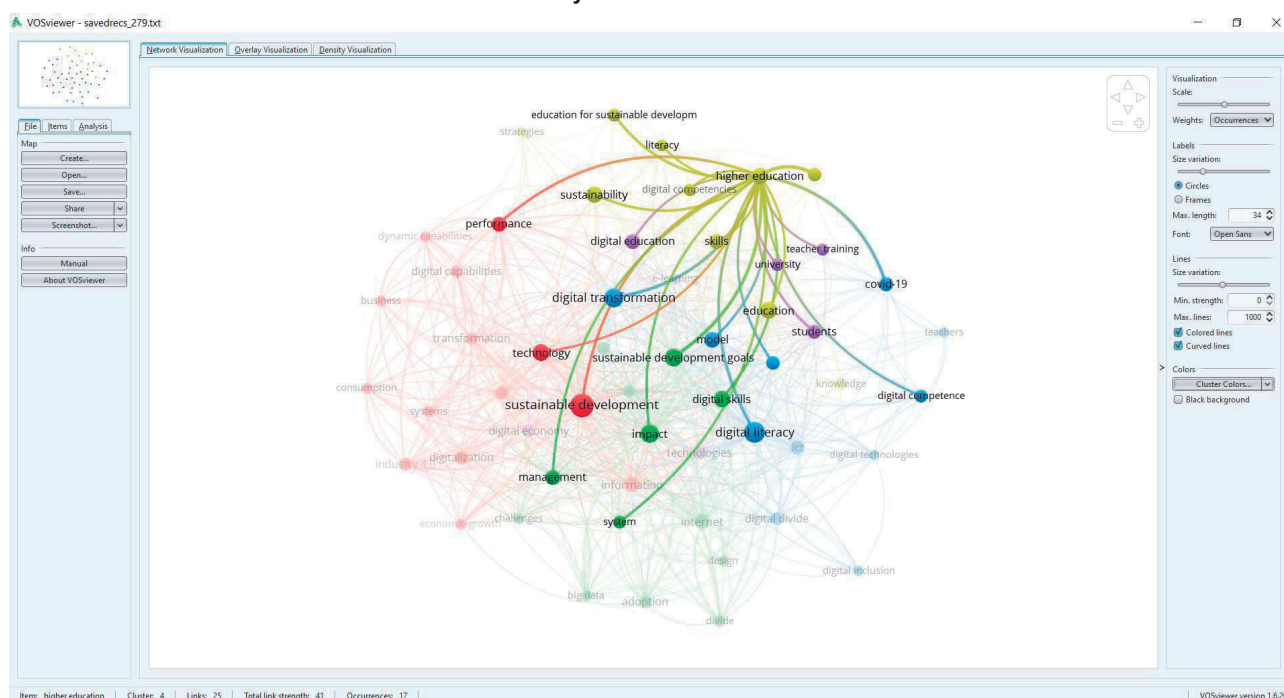 VOSviewer - savedrecs_279.txt
Network Visualization Overlay Visualization Density Visualization
File Items Analysis
Map
Create...
Open...
Save...
Share
Screenshot...
Info
Manual
About VOSviewer
education for sustainable developm
strategies
literacy
higher education
digital competencies
sustainability
performance
dynamic capabilities
digital education
skills
teacher training
university
digital capabilities
e-learning
covid-19
business
digital transformation
education
students
teachers
transformation
model
technology
sustainable development goals
consumption
knowledge
digital competence
systems
sustainable development
digital skills
digital economy
impact
digital literacy
industry 4.0
digitalization
technologies
ict
digital technologies
management
information
economic growth
challenges
system
internet
digital divide
design
digital inclusion
big data
adoption
divide
Visualization
Scale:
Weights: Occurrences
Labels
Size variation:
Circles
Frames
Max. length: 34
Font: Open Sans
Lines
Size variation:
Min. strength: 0
Max. lines: 1000
Colored lines
Curved lines
>
Colors
Cluster Colors...
Black background
Item: higher education Cluster: 4 Links: 25 Total link strength: 41 Occurrences: 17
VOSviewer version